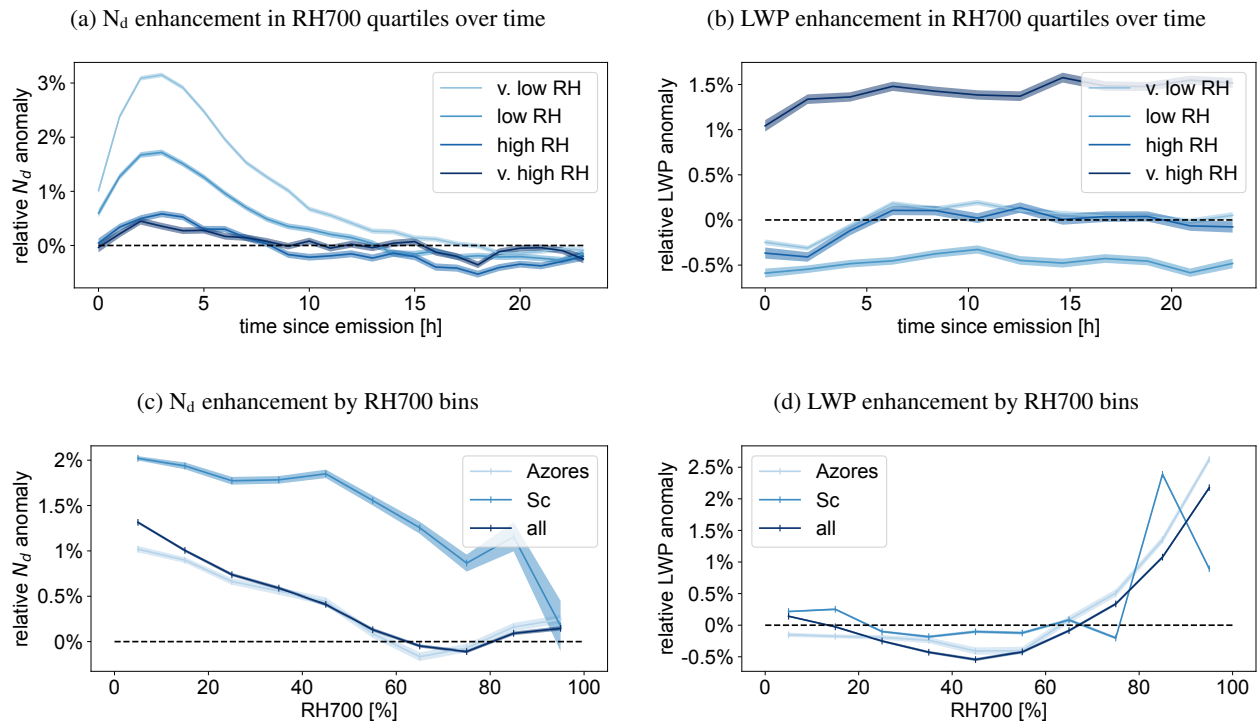 (a) N_d enhancement in RH700 quartiles over time
3%
2%
1%
0%
relative N_d anomaly
v. low RH
low RH
high RH
v. high RH
0 5 10 15 20
time since emission [h]
(b) LWP enhancement in RH700 quartiles over time
1.5%
1%
0%
-0.5%
relative LWP anomaly
v. low RH
low RH
high RH
v. high RH
0 5 10 15 20
time since emission [h]
(c) N_d enhancement by RH700 bins
2%
1.5%
1%
0.5%
0%
relative N_d anomaly
Azores
Sc
all
0 20 40 60 80 100
RH700 [%]
(d) LWP enhancement by RH700 bins
2.5%
2%
1.5%
1%
0.5%
0%
-0.5%
relative LWP anomaly
Azores
Sc
all
0 20 40 60 80 100
RH700 [%]